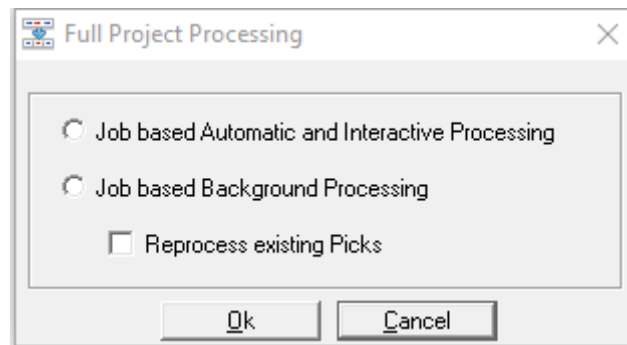 Full Project Processing
Job based Automatic and Interactive Processing
Job based Background Processing
Reprocess existing Picks
Ok
Cancel